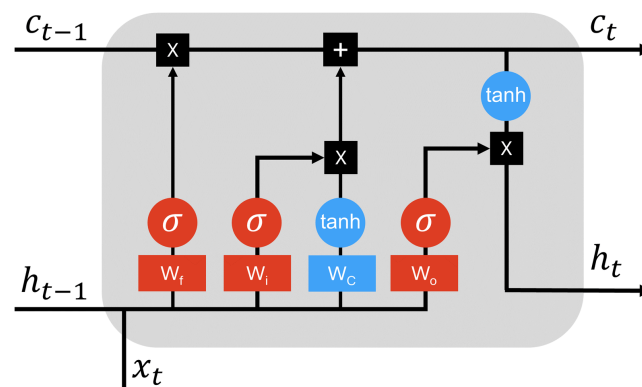 c_{t−1} c_t
x +
tanh
x x
σ σ tanh σ
W_f W_i W_C W_o
h_{t−1} h_t
x_t